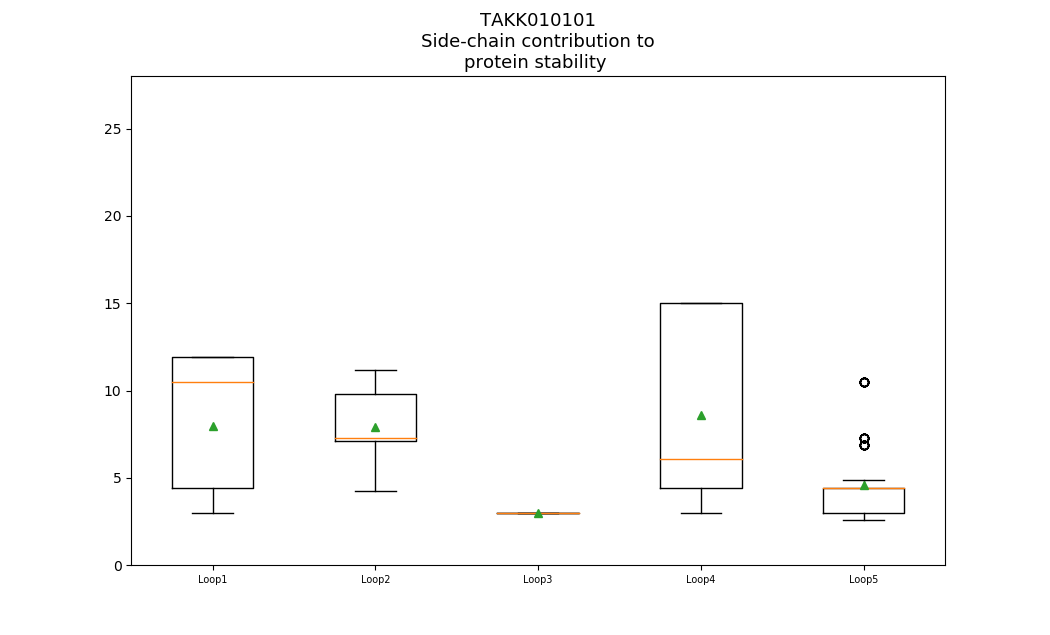 TAKK010101
Side-chain contribution to
protein stability
25
20
15
10
5
0
Loop1
Loop2
Loop3
Loop4
Loop5